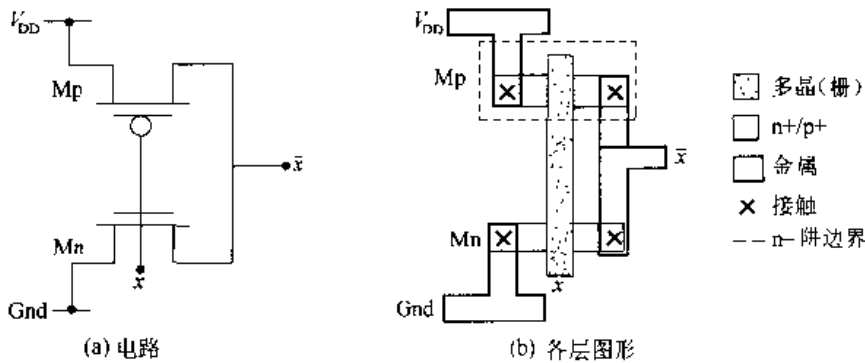 V_DD
Mp
x̄
Mn
x
Gnd
(a) 电路
V_DD
Mp
x̄
Mn
x
Gnd
(b) 各层图形
多晶(栅)
n+/p+
金属
接触
n-阱边界